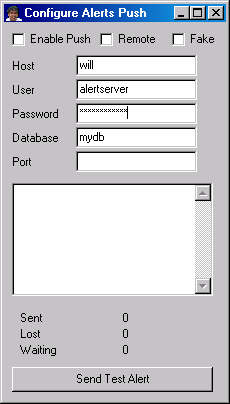 Configure Alerts Push
Enable Push Remote Fake
Host will
User alertserver
Password xxxxxxxxxxxx
Database mydb
Port
Sent 0
Lost 0
Waiting 0
Send Test Alert